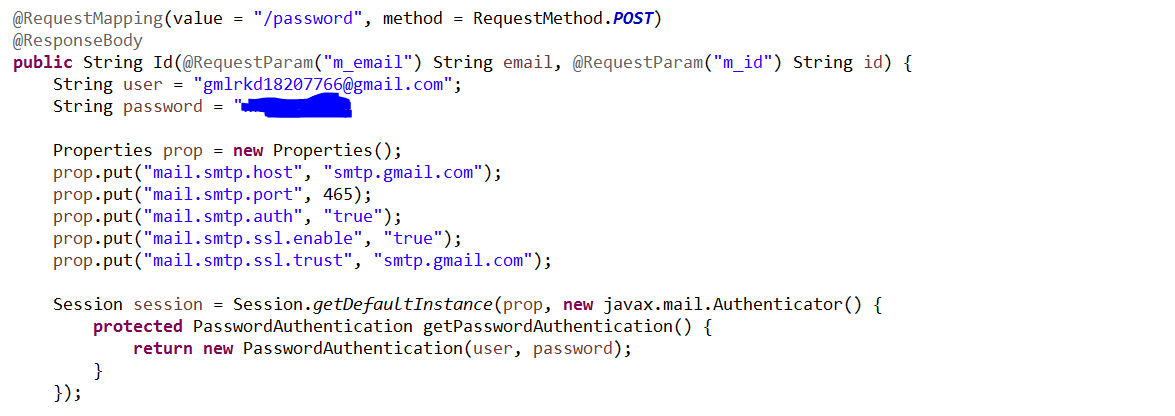 @RequestMapping(value = "/password", method = RequestMethod.POST)
@ResponseBody
public String Id(@RequestParam("m_email") String email, @RequestParam("m_id") String id) {
    String user = "gmlrkd18207766@gmail.com";
    String password = "

    Properties prop = new Properties();
    prop.put("mail.smtp.host", "smtp.gmail.com");
    prop.put("mail.smtp.port", 465);
    prop.put("mail.smtp.auth", "true");
    prop.put("mail.smtp.ssl.enable", "true");
    prop.put("mail.smtp.ssl.trust", "smtp.gmail.com");

    Session session = Session.getDefaultInstance(prop, new javax.mail.Authenticator() {
        protected PasswordAuthentication getPasswordAuthentication() {
            return new PasswordAuthentication(user, password);
        }
    });